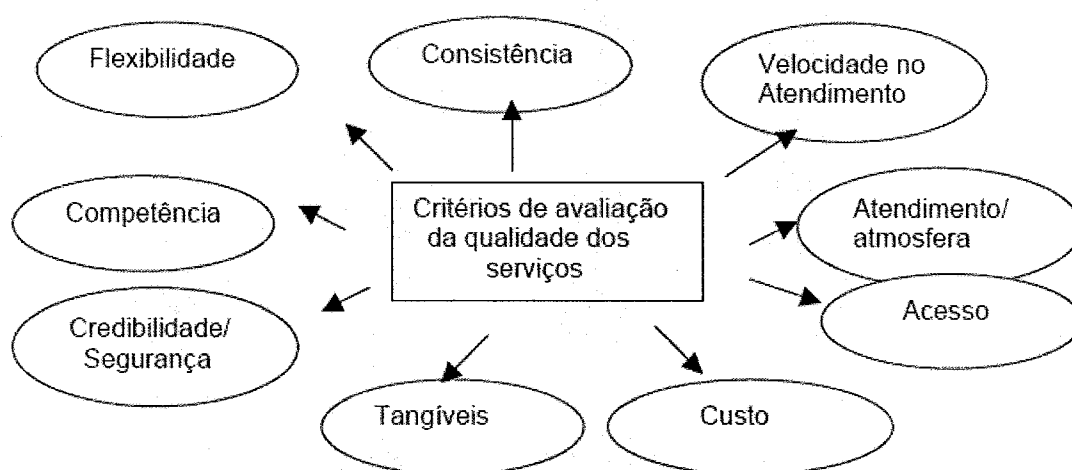 Flexibilidade
Consistência
Velocidade no
Atendimento
Competência
Critérios de avaliação
da qualidade dos
serviços
Atendimento/
atmosfera
Credibilidade/
Segurança
Acesso
Tangíveis
Custo